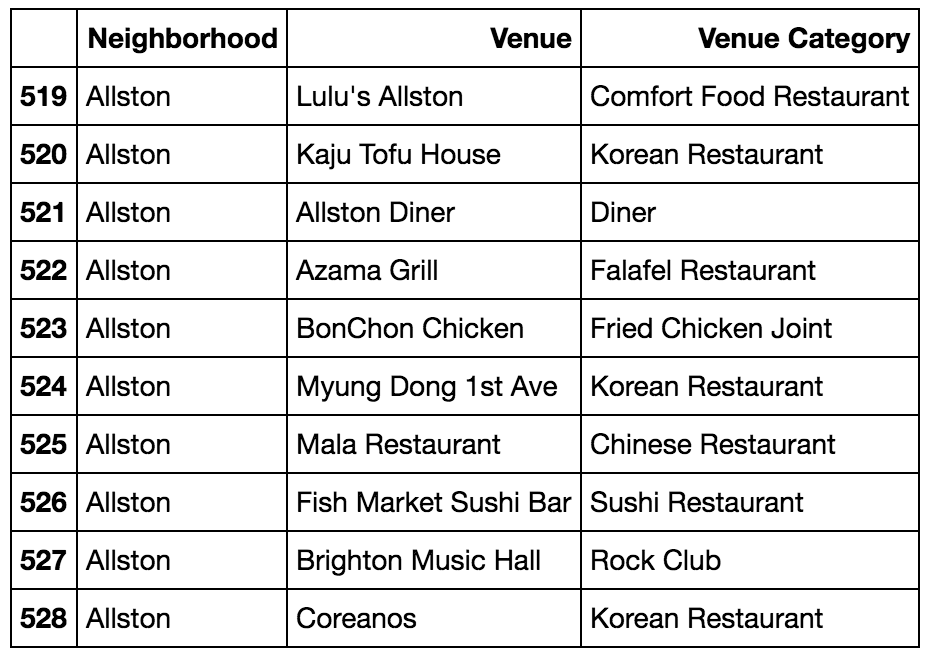 Neighborhood Venue Venue Category
519 Allston Lulu's Allston Comfort Food Restaurant
520 Allston Kaju Tofu House Korean Restaurant
521 Allston Allston Diner Diner
522 Allston Azama Grill Falafel Restaurant
523 Allston BonChon Chicken Fried Chicken Joint
524 Allston Myung Dong 1st Ave Korean Restaurant
525 Allston Mala Restaurant Chinese Restaurant
526 Allston Fish Market Sushi Bar Sushi Restaurant
527 Allston Brighton Music Hall Rock Club
528 Allston Coreanos Korean Restaurant